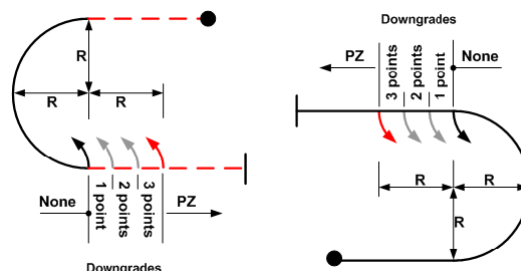 R
R
R
None
1 point
2 points
3 points
PZ
Downgrades
Downgrades
PZ
3 points
2 points
1 point
None
R
R
R